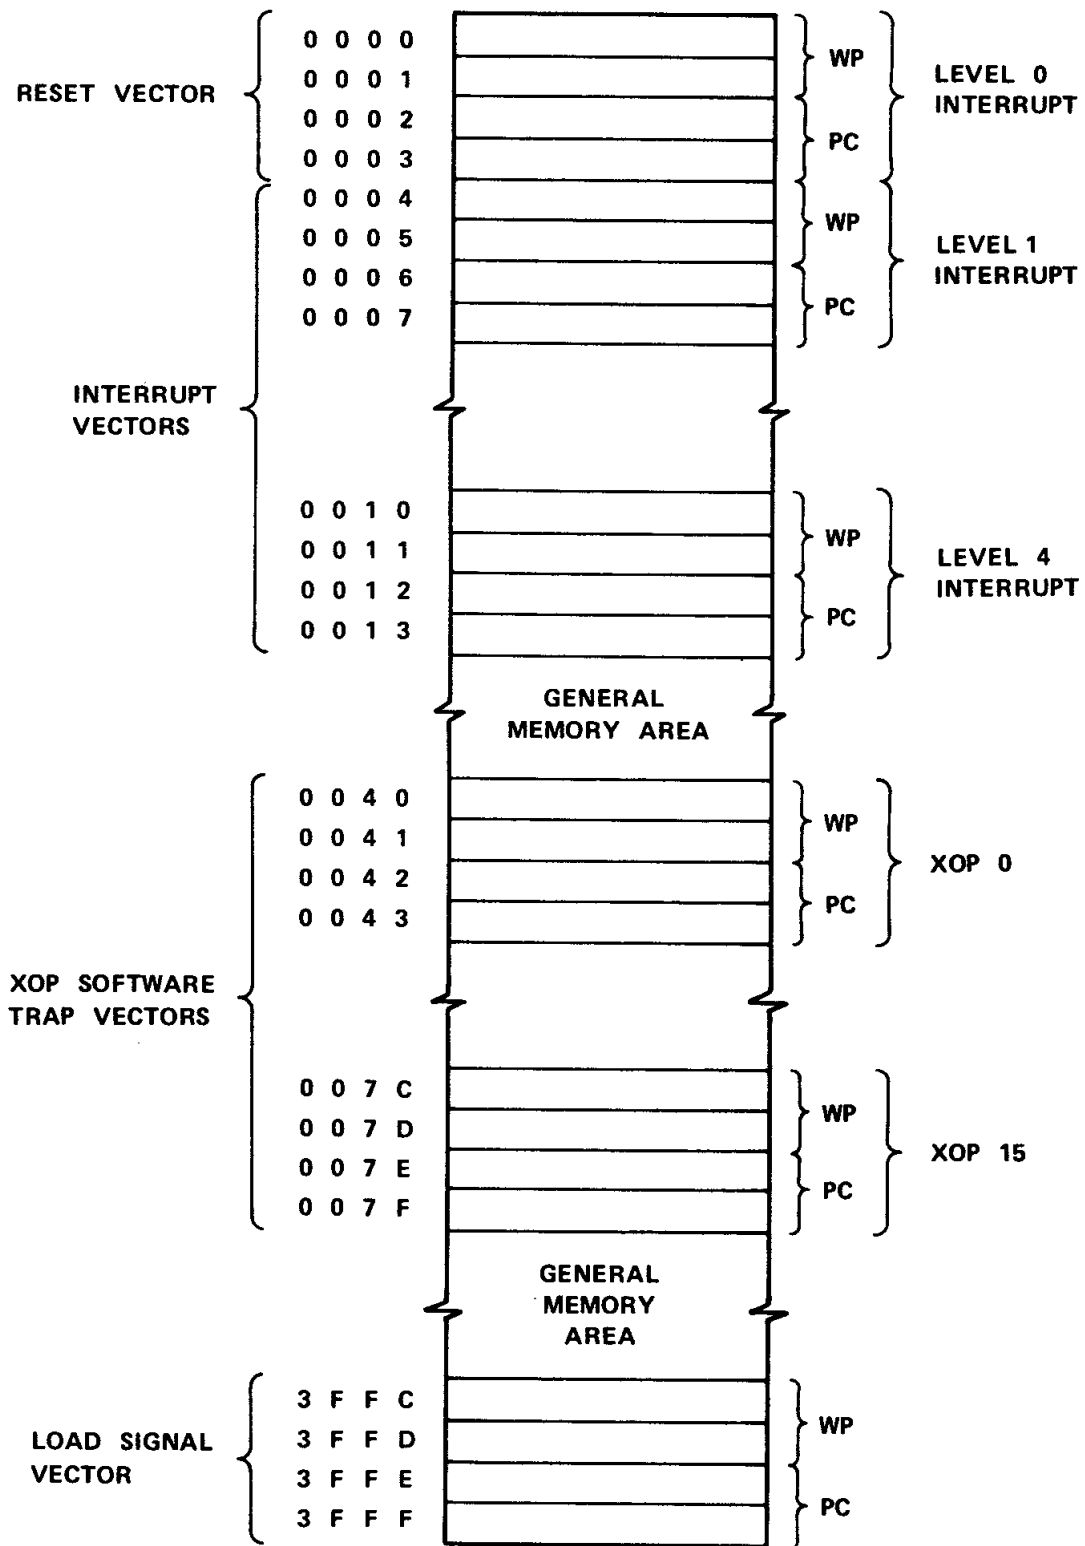 0 0 0 0
WP
0 0 0 1
LEVEL 0
INTERRUPT
RESET VECTOR
0 0 0 2
PC
0 0 0 3
0 0 0 4
WP
0 0 0 5
LEVEL 1
INTERRUPT
0 0 0 6
PC
0 0 0 7
INTERRUPT
VECTORS
0 0 1 0
WP
0 0 1 1
LEVEL 4
INTERRUPT
0 0 1 2
PC
0 0 1 3
GENERAL
MEMORY AREA
0 0 4 0
WP
0 0 4 1
XOP 0
0 0 4 2
PC
0 0 4 3
XOP SOFTWARE
TRAP VECTORS
0 0 7 C
WP
0 0 7 D
XOP 15
0 0 7 E
PC
0 0 7 F
GENERAL
MEMORY
AREA
3 F F C
WP
3 F F D
LOAD SIGNAL
VECTOR
3 F F E
PC
3 F F F